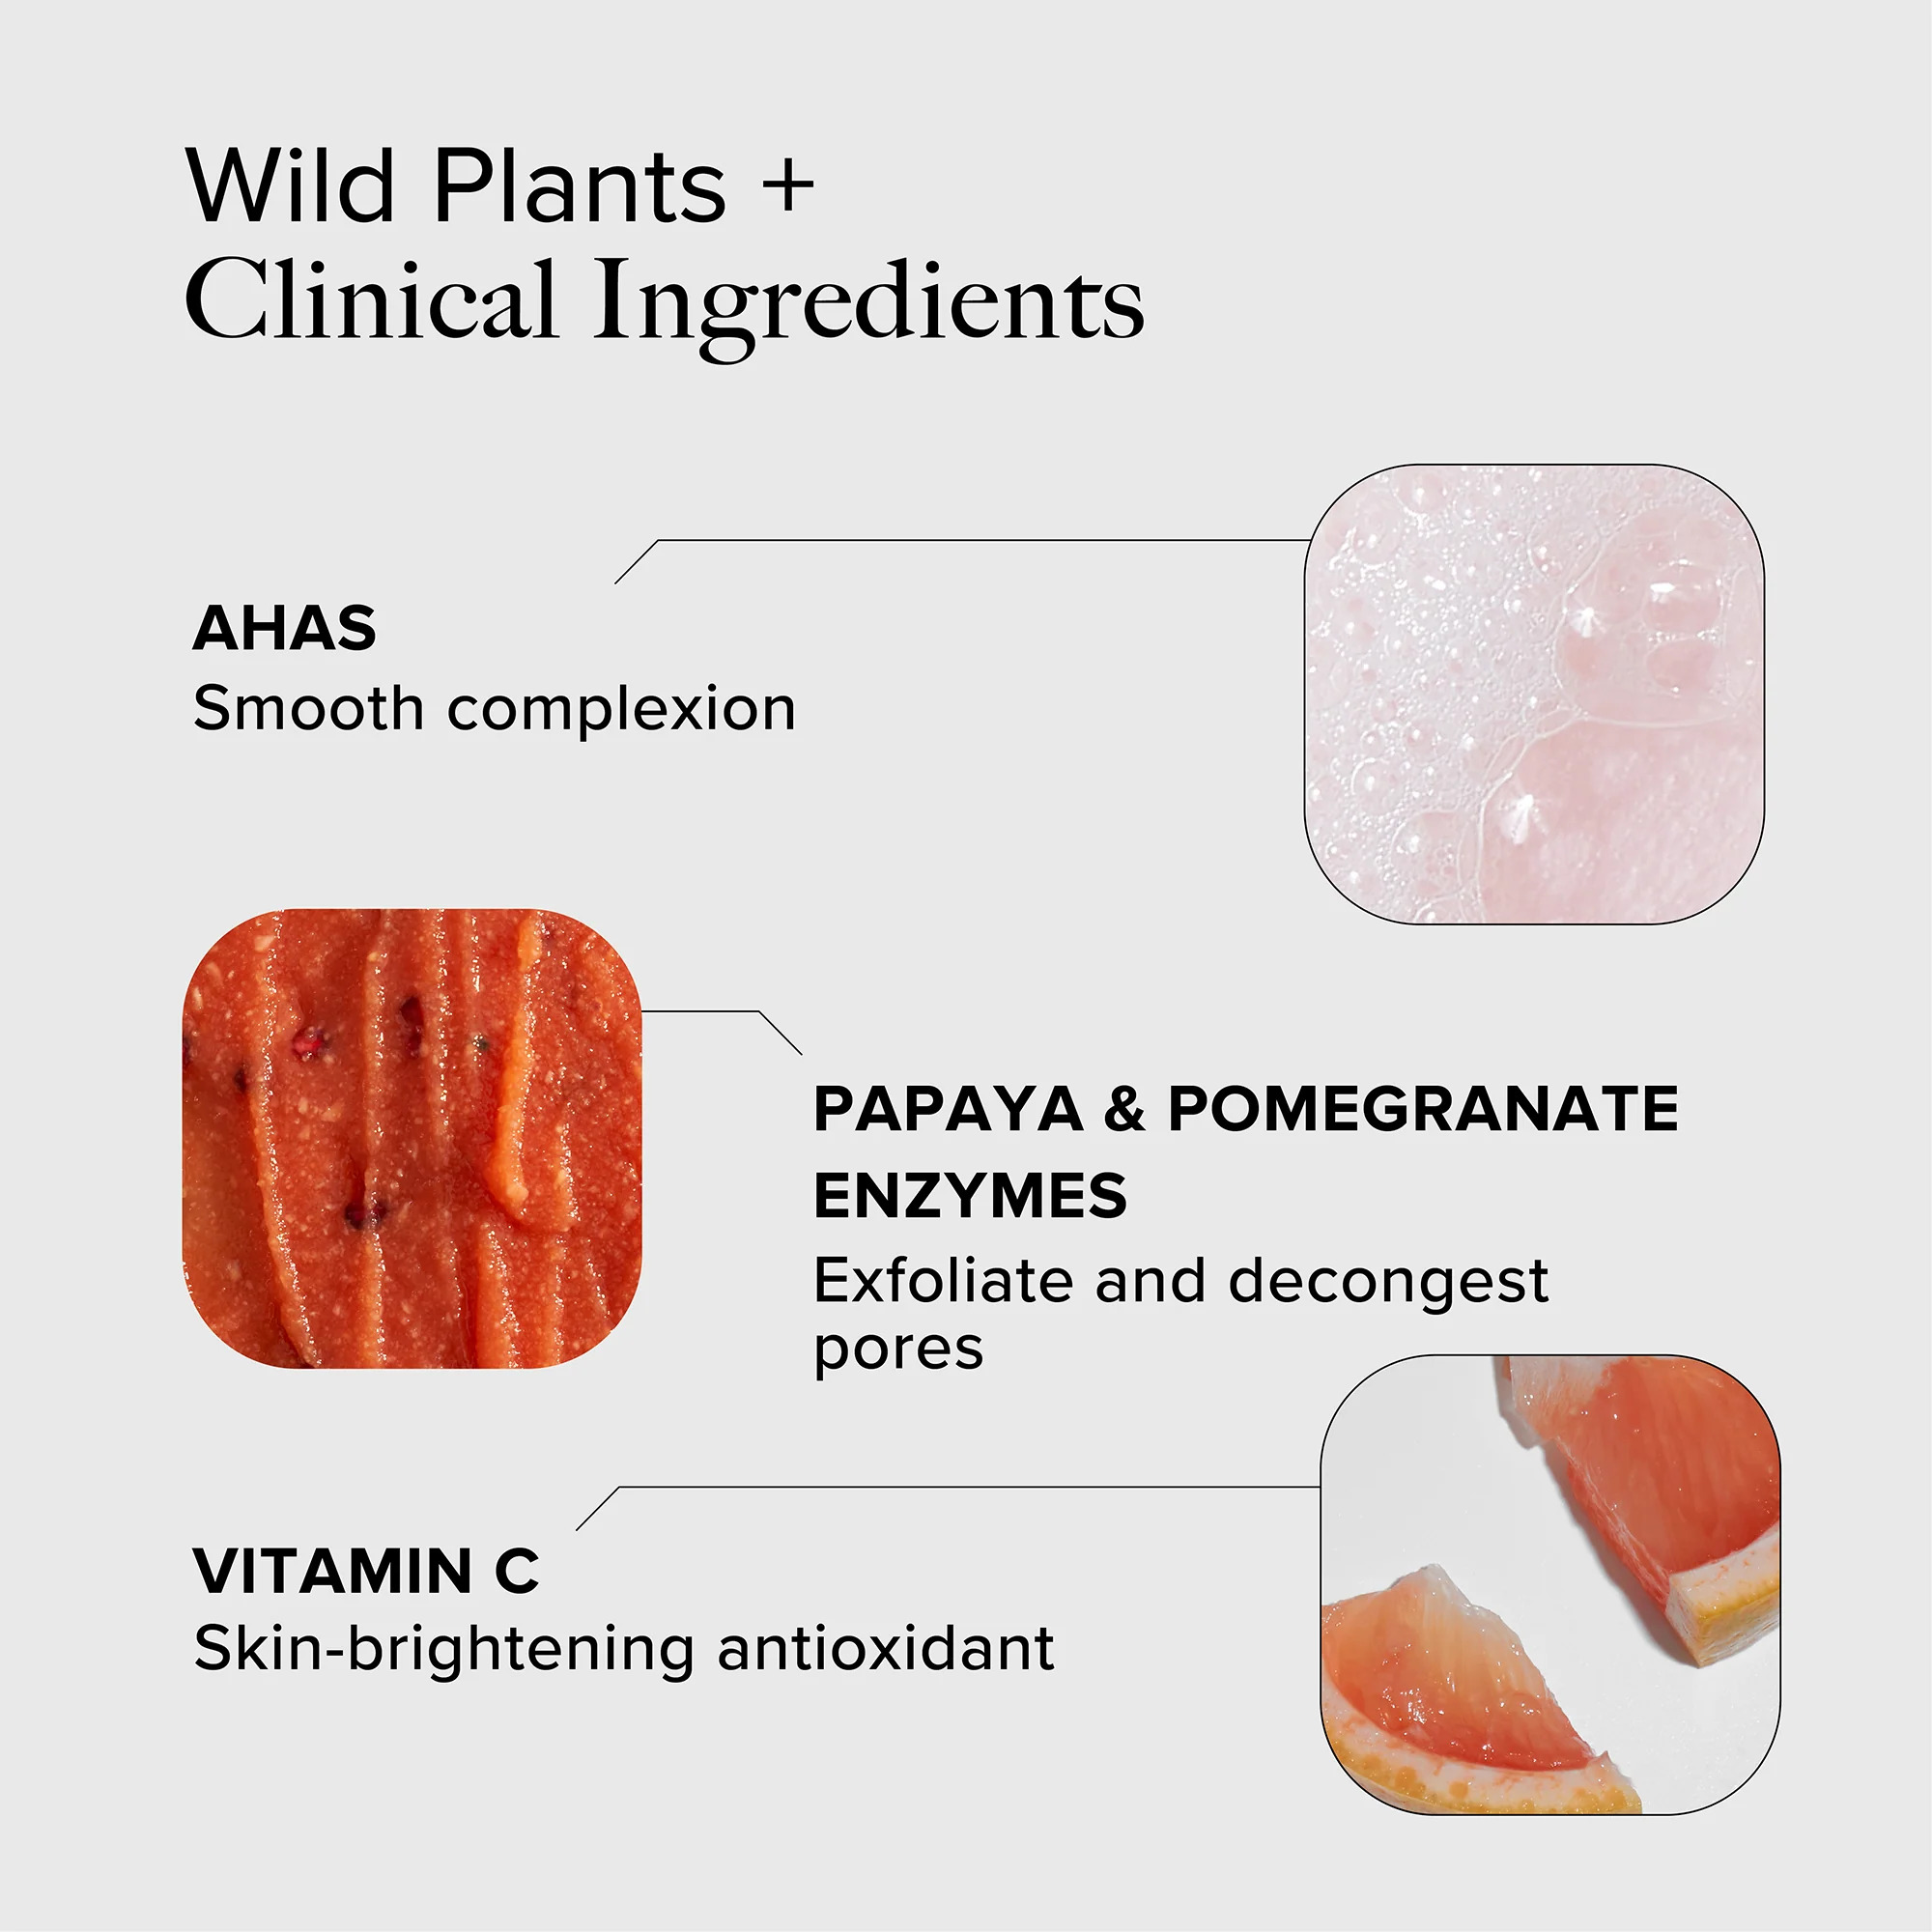 Wild Plants +
Clinical Ingredients
AHAS
Smooth complexion
PAPAYA & POMEGRANATE
ENZYMES
Exfoliate and decongest
pores
VITAMIN C
Skin-brightening antioxidant